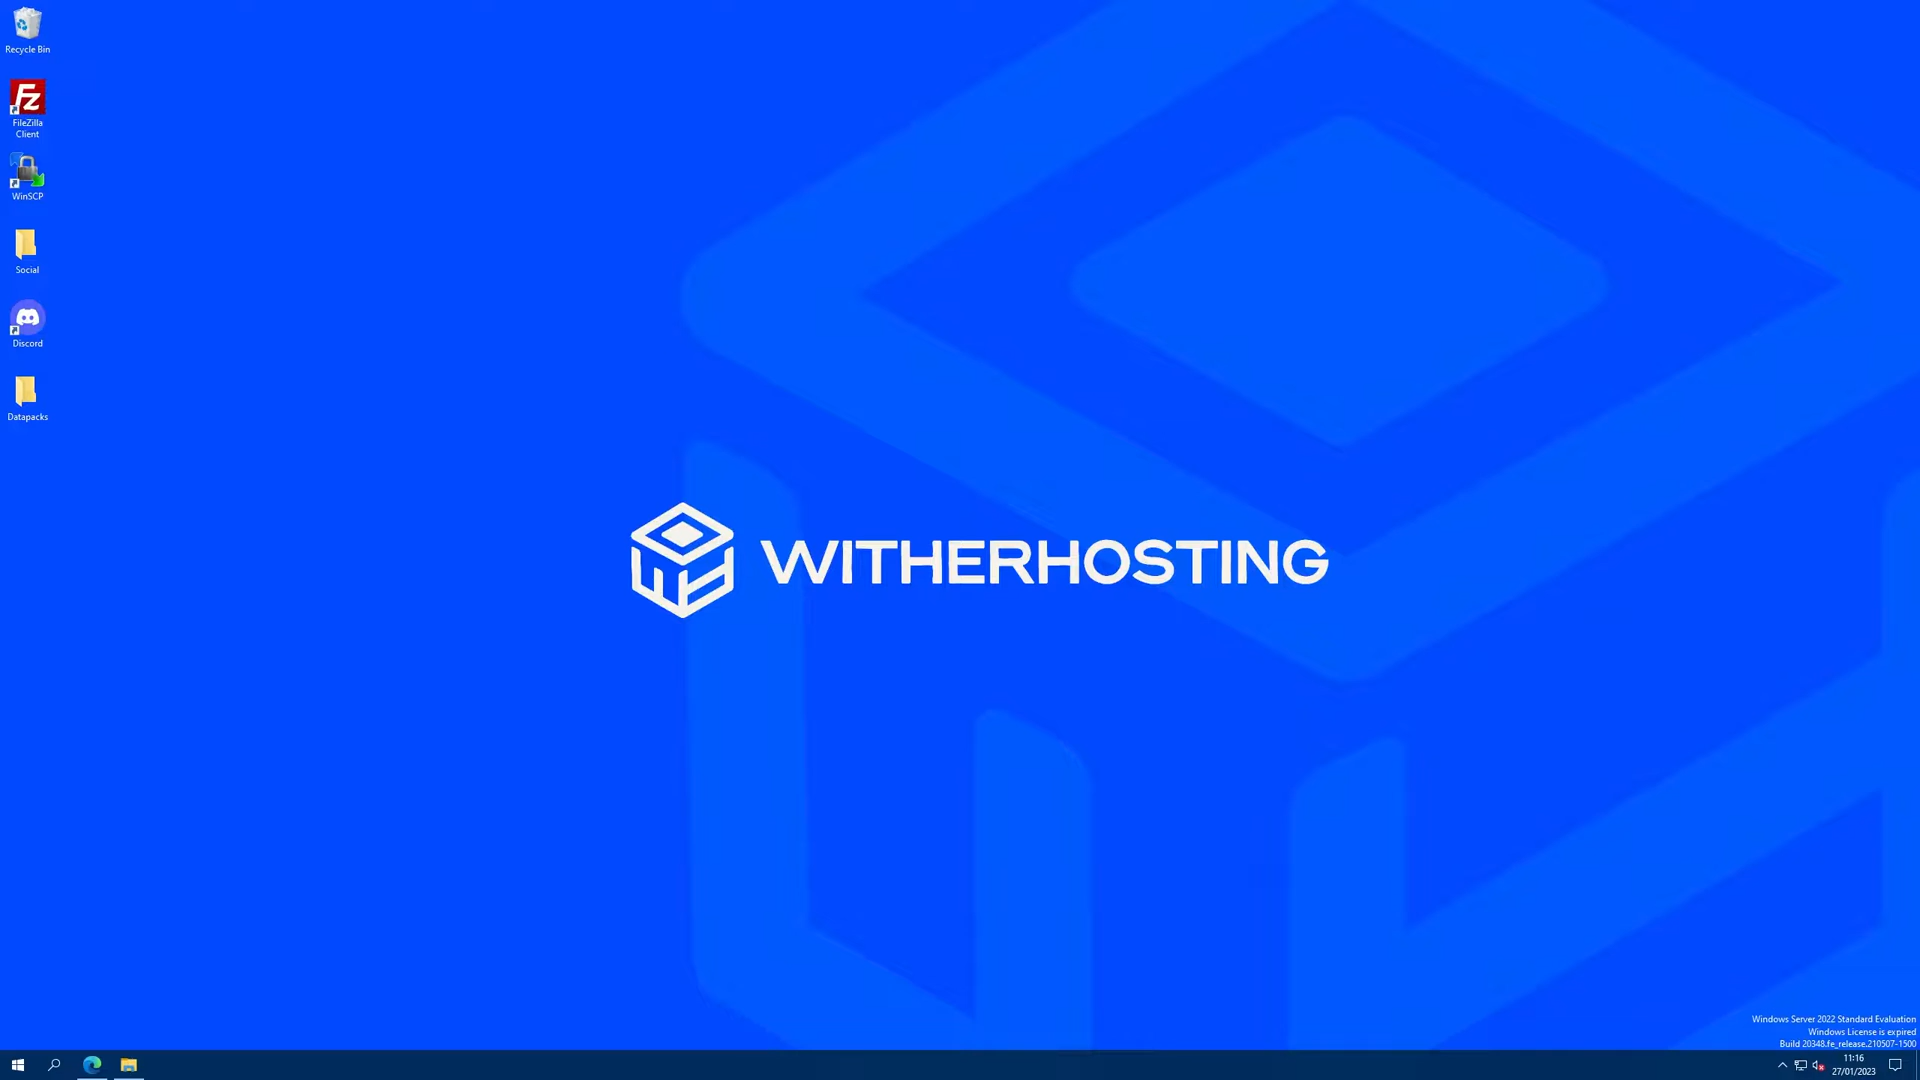 Recycle Bin
FileZilla
Client
WinSCP
Social
Discord
Datapacks
WITHERHOSTING
Windows Server 2022 Standard Evaluation
Windows License is expired
Build 20348.fe_release.210507-1500
11:16
27/01/2023